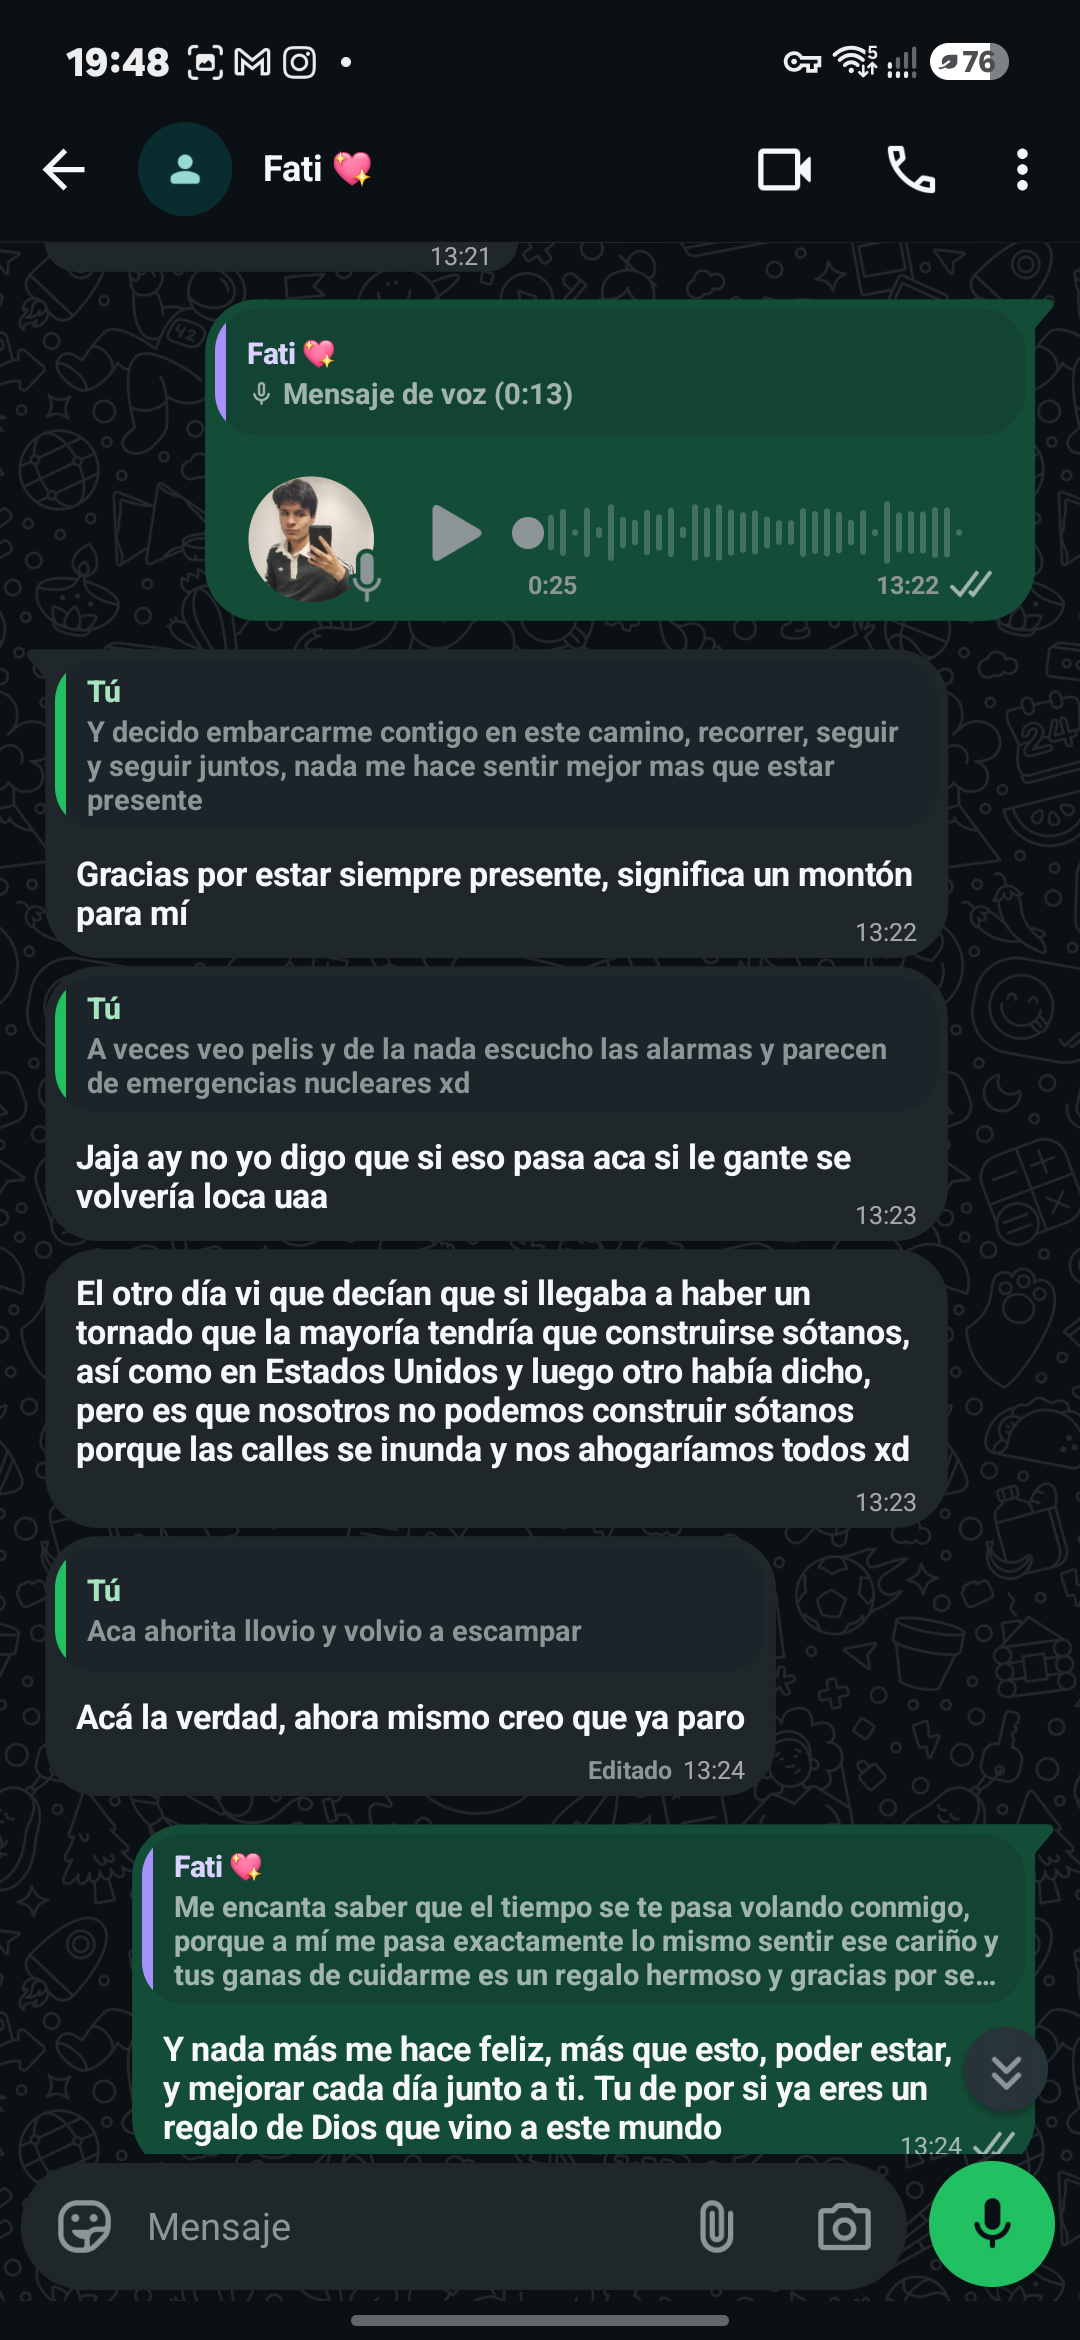 19:48
5
76
Fati 💖
13:21
Fati 💖
Mensaje de voz (0:13)
0:25
13:22
Tú
Y decido embarcarme contigo en este camino, recorrer, seguir
y seguir juntos, nada me hace sentir mejor mas que estar
presente
Gracias por estar siempre presente, significa un montón
para mí
13:22
Tú
A veces veo pelis y de la nada escucho las alarmas y parecen
de emergencias nucleares xd
Jaja ay no yo digo que si eso pasa aca si le gante se
volvería loca uaa
13:23
El otro día vi que decían que si llegaba a haber un
tornado que la mayoría tendría que construirse sótanos,
así como en Estados Unidos y luego otro había dicho,
pero es que nosotros no podemos construir sótanos
porque las calles se inunda y nos ahogaríamos todos xd
13:23
Tú
Aca ahorita llovio y volvio a escampar
Acá la verdad, ahora mismo creo que ya paro
Editado 13:24
Fati 💖
Me encanta saber que el tiempo se te pasa volando conmigo,
porque a mí me pasa exactamente lo mismo sentir ese cariño y
tus ganas de cuidarme es un regalo hermoso y gracias por se...
Y nada más me hace feliz, más que esto, poder estar,
y mejorar cada día junto a ti. Tu de por si ya eres un
regalo de Dios que vino a este mundo
13:24
Mensaje